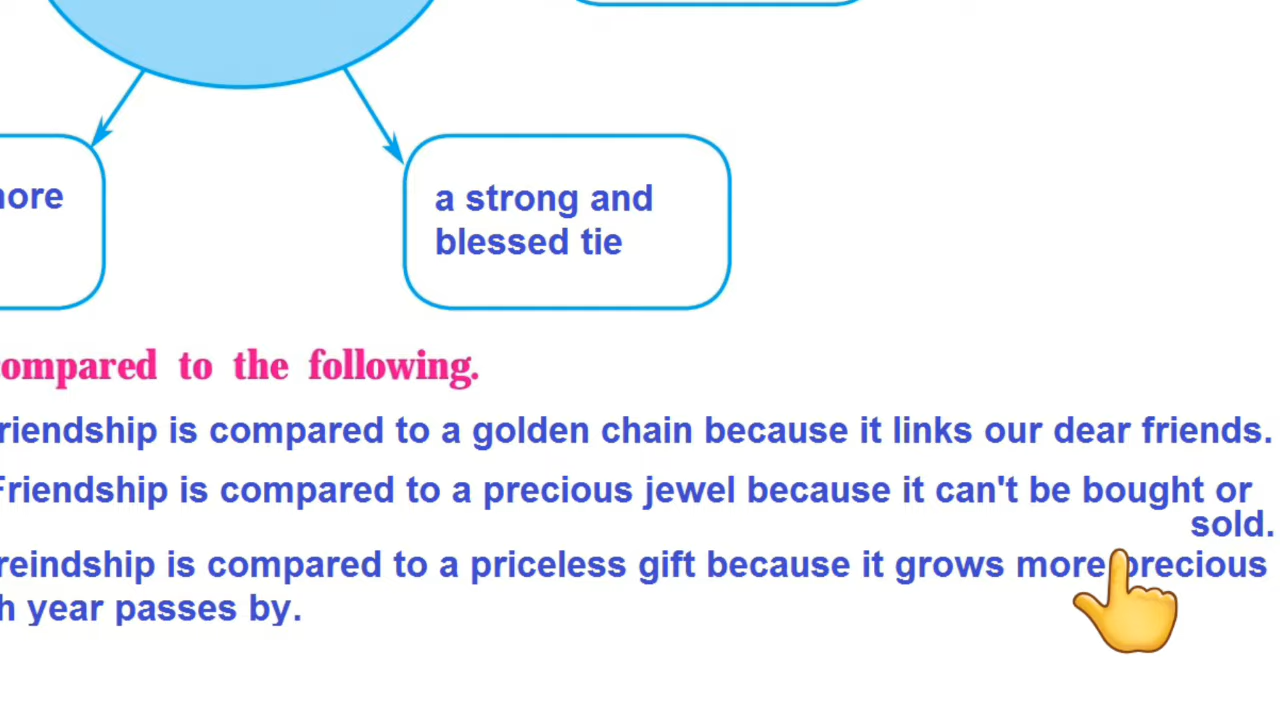 more
a strong and
blessed tie
compared to the following.
riendship is compared to a golden chain because it links our dear friends.
Friendship is compared to a precious jewel because it can't be bought or
sold.
reindship is compared to a priceless gift because it grows more precious
h year passes by.